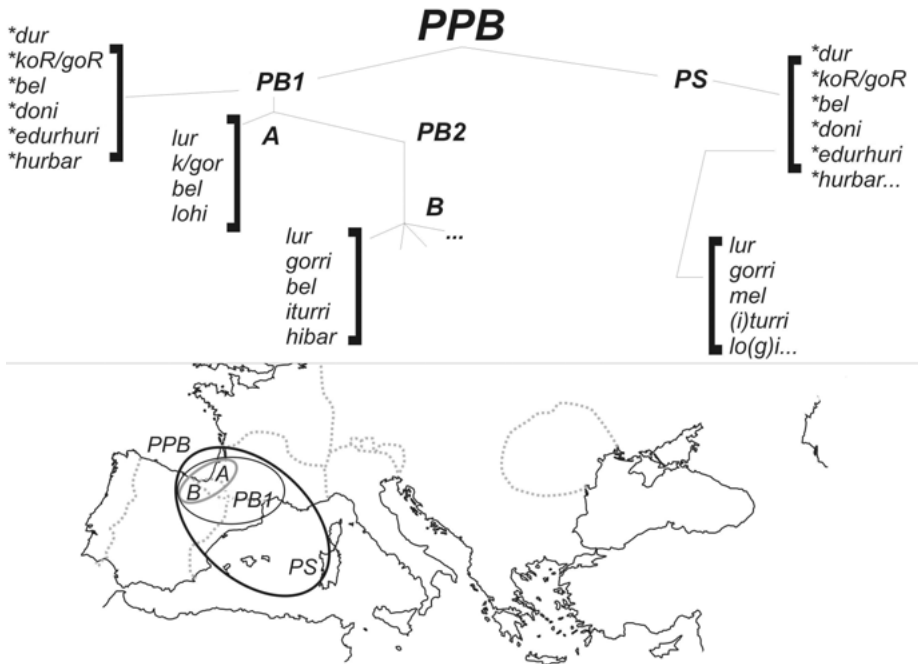 PPB
*dur
*koR/goR
*bel
*doni
*edurhuri
*hurbar
PB1
PS
*dur
*koR/goR
*bel
*doni
*edurhuri
*hurbar...
lur
k/gor
bel
lohi
A
PB2
B
...
lur
gorri
bel
iturri
hibar
lur
gorri
mel
(i)turri
lo(g)i...
PPB
A
B
PB1
PS